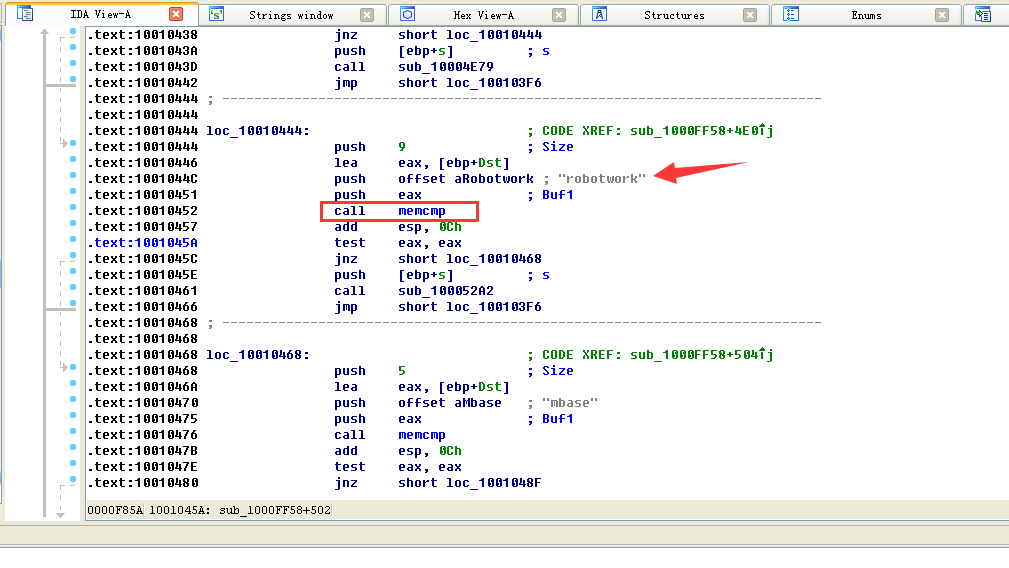 IDA View-A Strings window Hex View-A Structures Enums
.text:10010438 jnz short loc_10010444
.text:1001043A push [ebp+s] ; s
.text:1001043D call sub_10004E79
.text:10010442 jmp short loc_100103F6
.text:10010444 ; ---------------------------------------------------------------------------
.text:10010444
.text:10010444 loc_10010444: ; CODE XREF: sub_1000FF58+4E0↑j
.text:10010444 push 9 ; Size
.text:10010446 lea eax, [ebp+Dst]
.text:1001044C push offset aRobotwork ; "robotwork"
.text:10010451 push eax ; Buf1
.text:10010452 call memcmp
.text:10010457 add esp, 0Ch
.text:1001045A test eax, eax
.text:1001045C jnz short loc_10010468
.text:1001045E push [ebp+s] ; s
.text:10010461 call sub_100052A2
.text:10010466 jmp short loc_100103F6
.text:10010468 ; ---------------------------------------------------------------------------
.text:10010468
.text:10010468 loc_10010468: ; CODE XREF: sub_1000FF58+504↑j
.text:10010468 push 5 ; Size
.text:1001046A lea eax, [ebp+Dst]
.text:10010470 push offset aMbase ; "mbase"
.text:10010475 push eax ; Buf1
.text:10010476 call memcmp
.text:1001047B add esp, 0Ch
.text:1001047E test eax, eax
.text:10010480 jnz short loc_1001048F
0000F85A 1001045A: sub_1000FF58+502